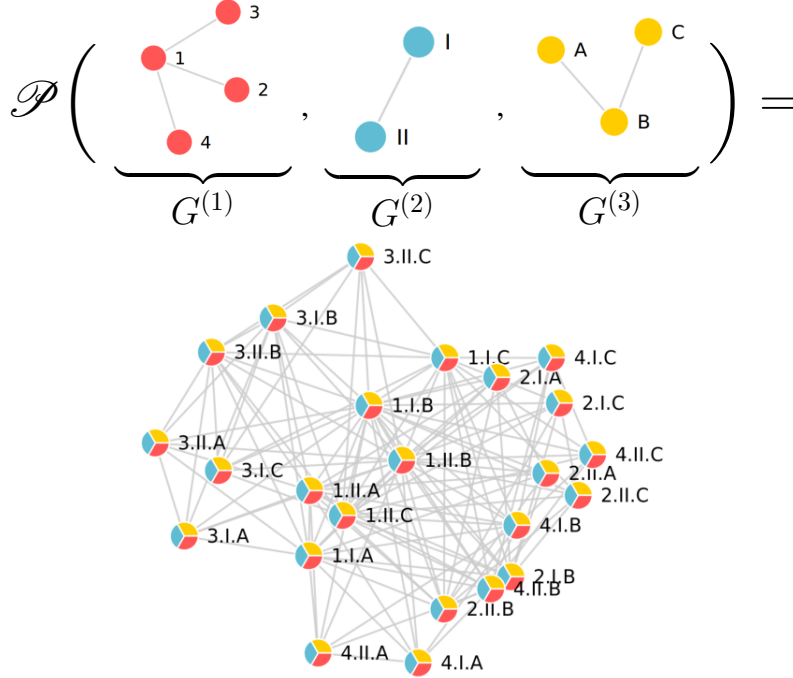 𝒫 ( 3 1 2 4 , I II , A C B ) =
G^{(1)} G^{(2)} G^{(3)}
3.II.C
3.I.B
3.II.B
1.I.C
4.I.C
2.I.A
1.I.B
2.I.C
3.II.A
3.I.C
1.II.B
4.II.C
2.II.A
2.II.C
1.II.A
1.II.C
4.I.B
3.I.A
1.I.A
2.I.B
4.II.B
2.II.B
4.II.A
4.I.A